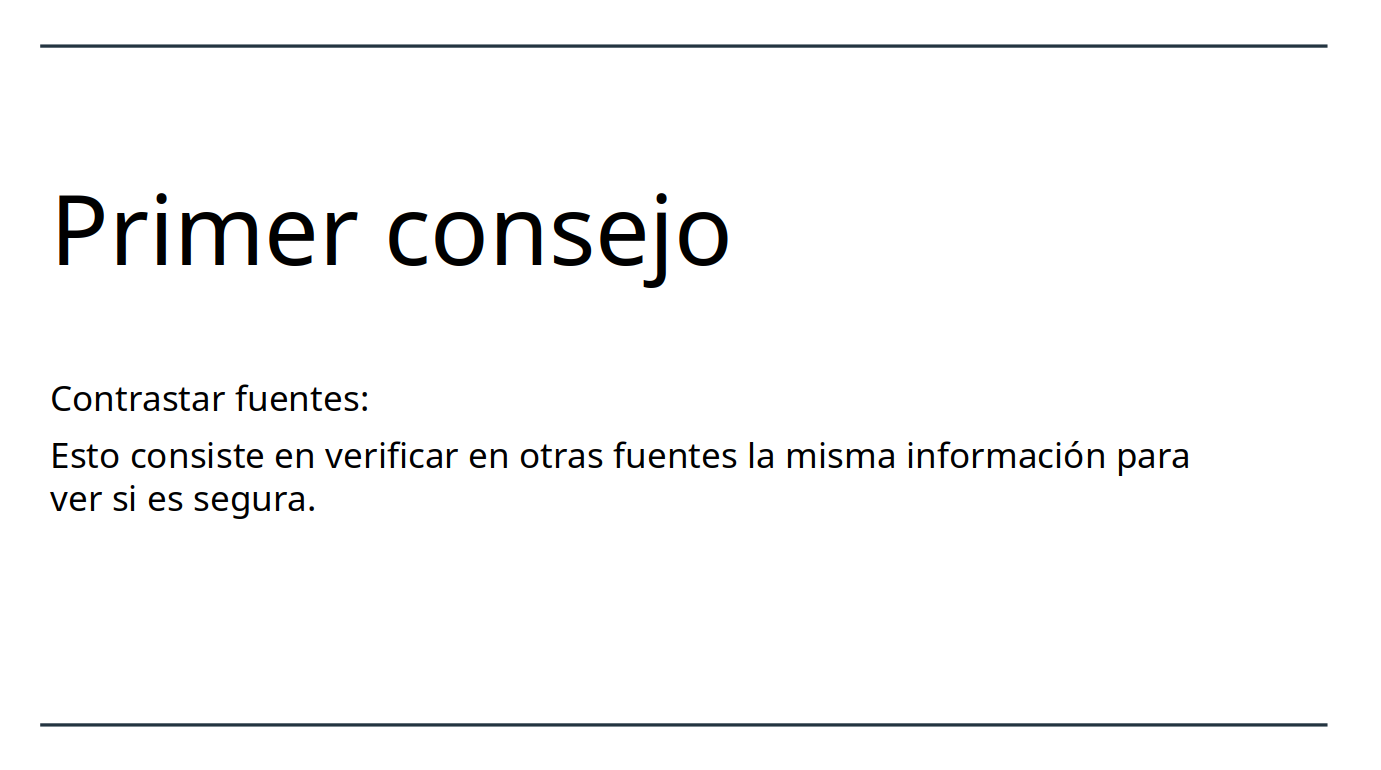 Primer consejo
Contrastar fuentes:
Esto consiste en verificar en otras fuentes la misma información para
ver si es segura.